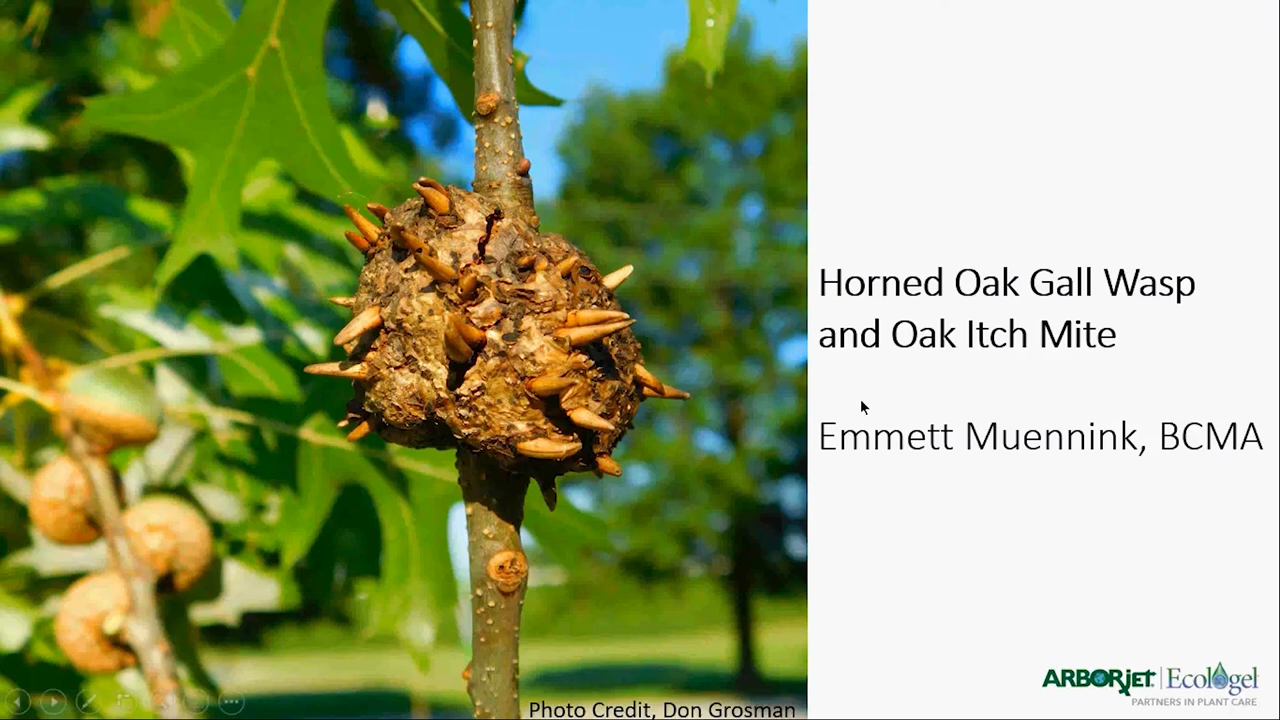 Horned Oak Gall Wasp
and Oak Itch Mite
Emmett Muennink, BCMA
Photo Credit, Don Grosman
ARBORjet | Ecologel
PARTNERS IN PLANT CARE